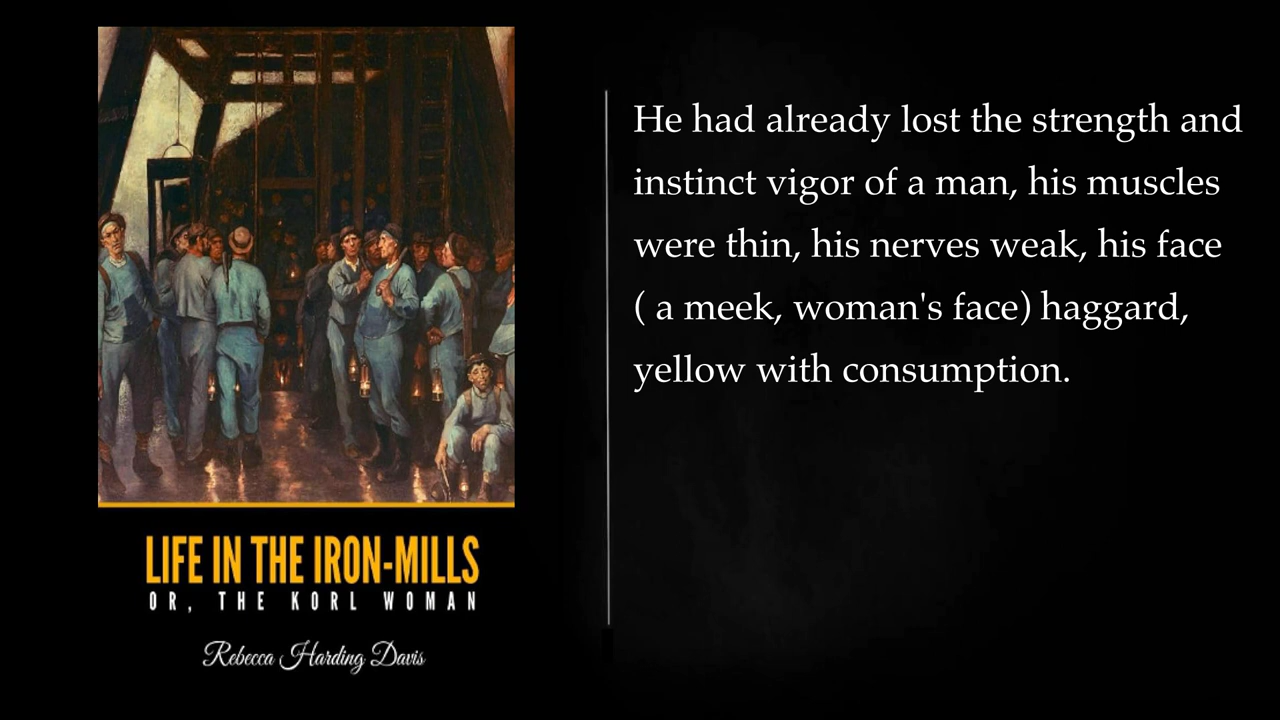 He had already lost the strength and
instinct vigor of a man, his muscles
were thin, his nerves weak, his face
( a meek, woman's face) haggard,
yellow with consumption.
LIFE IN THE IRON-MILLS
OR, THE KORL WOMAN
Rebecca Harding Davis